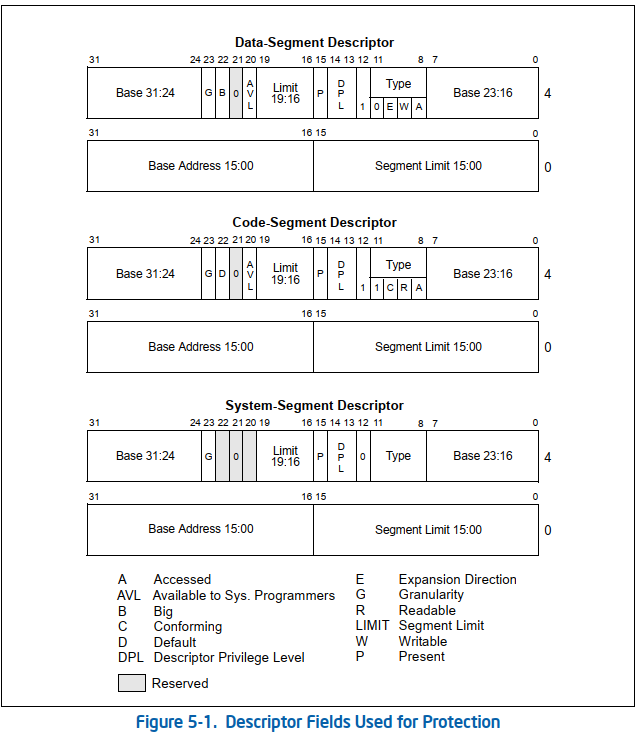 Data-Segment Descriptor
31 24 23 22 21 20 19 16 15 14 13 12 11 8 7 0
Base 31:24 G B 0 AVL Limit 19:16 P DPL 1 Type 0 E W A Base 23:16 4
31 16 15 0
Base Address 15:00 Segment Limit 15:00 0
Code-Segment Descriptor
31 24 23 22 21 20 19 16 15 14 13 12 11 8 7 0
Base 31:24 G D 0 AVL Limit 19:16 P DPL 1 Type 1 C R A Base 23:16 4
31 16 15 0
Base Address 15:00 Segment Limit 15:00 0
System-Segment Descriptor
31 24 23 22 21 20 19 16 15 14 13 12 11 8 7 0
Base 31:24 G 0 Limit 19:16 P DPL 0 Type Base 23:16 4
31 16 15 0
Base Address 15:00 Segment Limit 15:00 0
A Accessed
AVL Available to Sys. Programmers
B Big
C Conforming
D Default
DPL Descriptor Privilege Level
Reserved
E Expansion Direction
G Granularity
R Readable
LIMIT Segment Limit
W Writable
P Present
Figure 5-1. Descriptor Fields Used for Protection